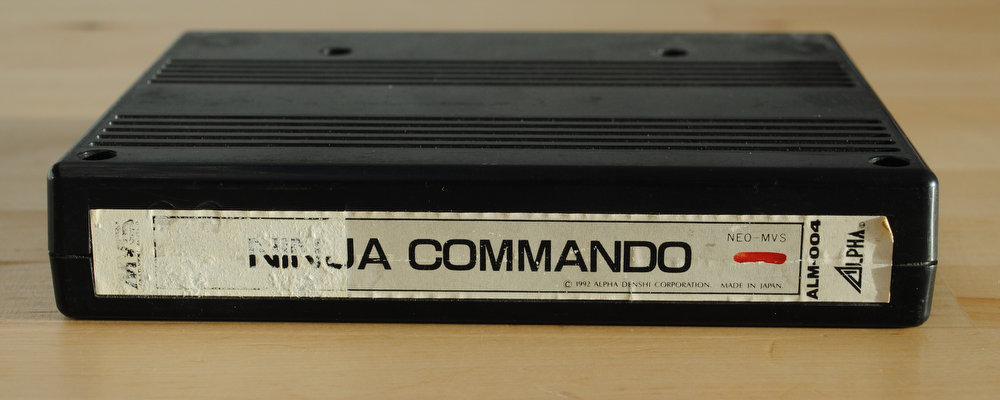 NINJA COMMANDO
NEO-MVS
© 1992 ALPHA DENSHI CORPORATION. MADE IN JAPAN.
ALM-004
ALPHA